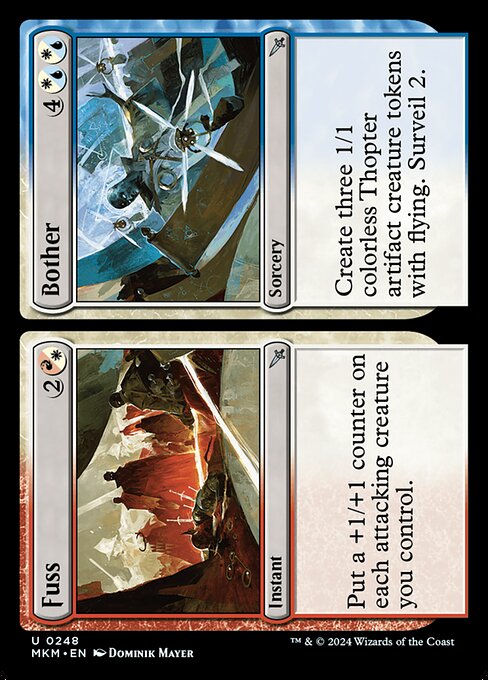 Fuss 2
Instant
Put a +1/+1 counter on
each attacking creature
you control.
Bother 4
Sorcery
Create three 1/1
colorless Thopter
artifact creature tokens
with flying. Surveil 2.
U 0248
MKM • EN Dominik Mayer
™ & © 2024 Wizards of the Coast